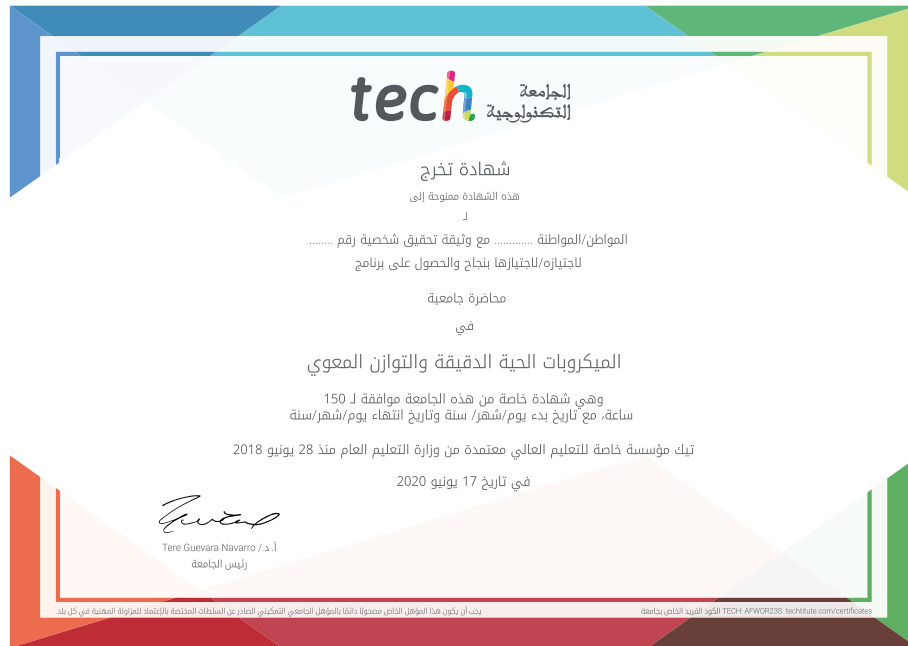 tech الجامعة
التكنولوجية
شهادة تخرج
هذه الشهادة ممنوحة إلى
لـ
المواطن/المواطنة ............. مع وثيقة تحقيق شخصية رقم ........
لاجتيازه/لاجتيازها بنجاح والحصول على برنامج
محاضرة جامعية
في
الميكروبات الحية الدقيقة والتوازن المعوي
وهي شهادة خاصة من هذه الجامعة موافقة لـ 150
ساعة، مع تاريخ بدء يوم/شهر/ سنة وتاريخ انتهاء يوم/شهر/سنة
تيك مؤسسة خاصة للتعليم العالي معتمدة من وزارة التعليم العام منذ 28 يونيو 2018
في تاريخ 17 يونيو 2020
أ. د./ Tere Guevara Navarro
رئيس الجامعة
يجب أن يكون هذا المؤهل الخاص مصحوبًا دائمًا بالمؤهل الجامعي التمكيني الصادر عن السلطات المختصة بالإعتماد للمزاولة المهنية في كل بلد.
الكود الفريد الخاص بجامعة TECH: AFWOR23S techtitute.com/certificates